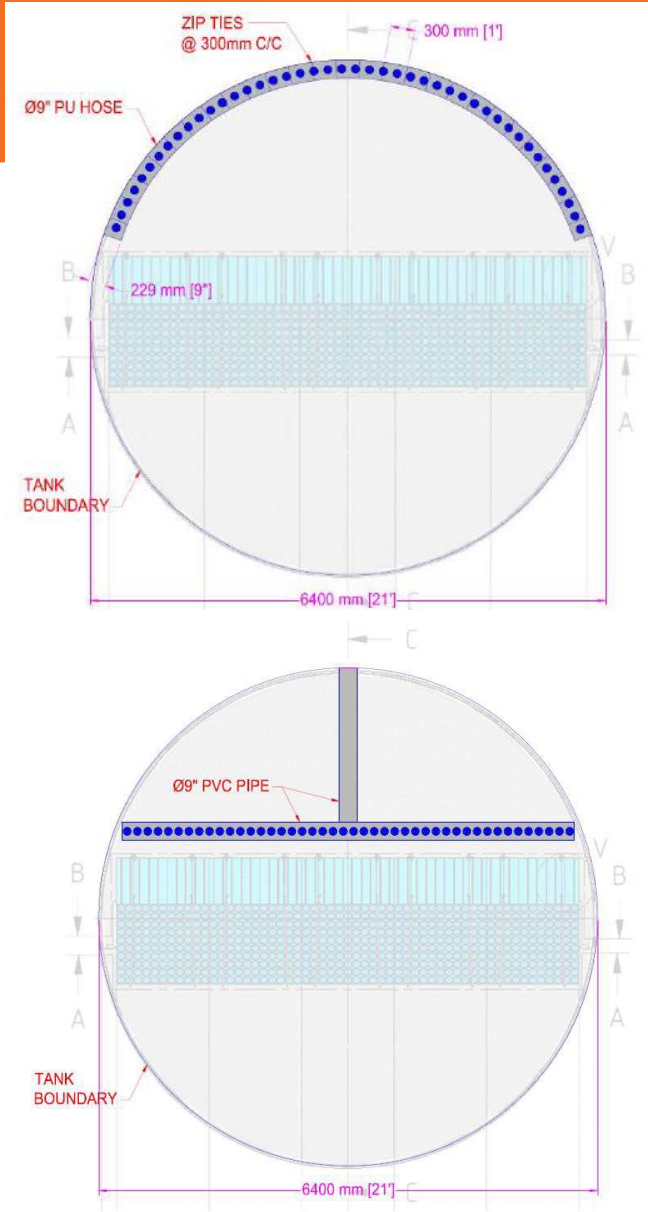 ZIP TIES
@ 300mm C/C
C
300 mm [1']
Ø9" PU HOSE
V
B
229 mm [9"]
B
A
A
TANK
BOUNDARY
6400 mm [21']
C
C
Ø9" PVC PIPE
V
B
B
A
A
TANK
BOUNDARY
6400 mm [21']
C